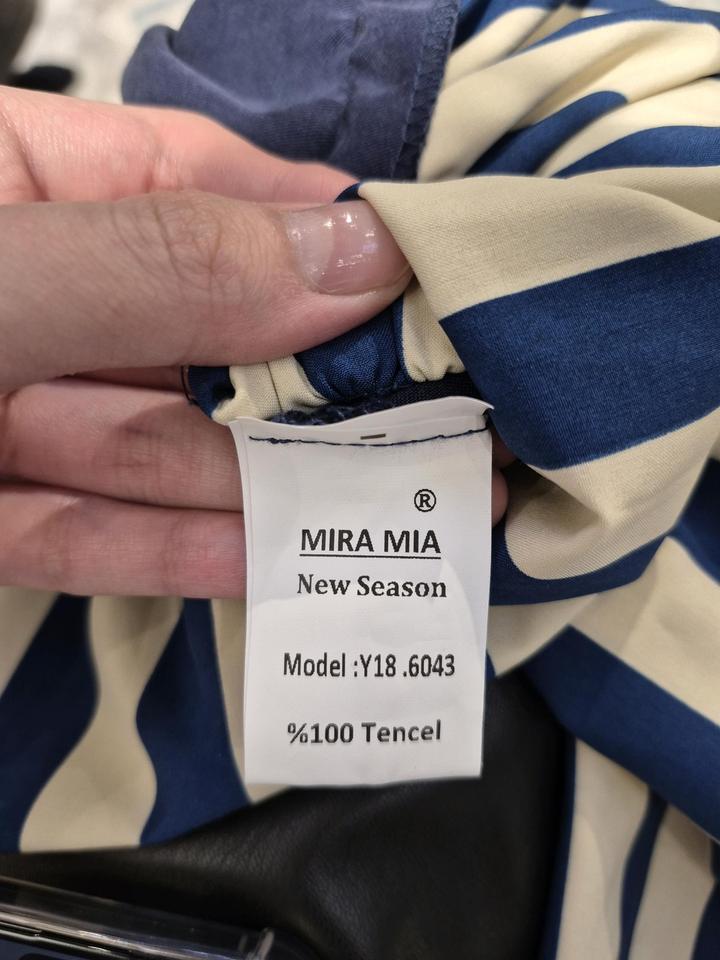 ®
MIRA MIA
New Season
Model :Y18 .6043
%100 Tencel